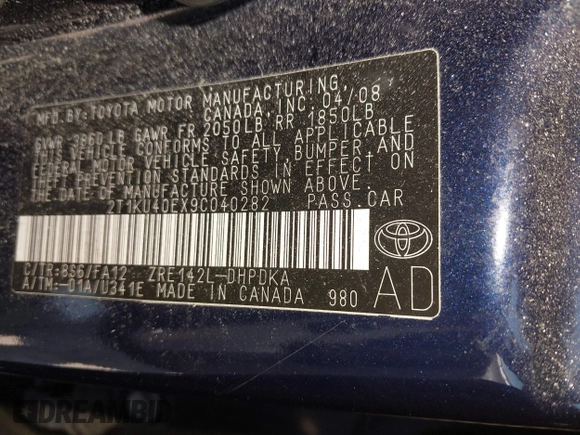 MFD.BY:TOYOTA MOTOR MANUFACTURING,
CANADA, INC. 04/08
GVWR 3860LB GAWR FR 2050LB RR 1850LB
THIS VEHICLE CONFORMS TO ALL APPLICABLE
FEDERAL MOTOR VEHICLE SAFETY, BUMPER AND
THEFT PREVENTION STANDARDS IN EFFECT ON
THE DATE OF MANUFACTURE SHOWN ABOVE.
2T1KU40EX9C040282 PASS.CAR
C/TR:8S6/FA12 ZRE142L-DHPDKA
A/TM:-01A/U341E MADE IN CANADA 980
AD
DREAMBID